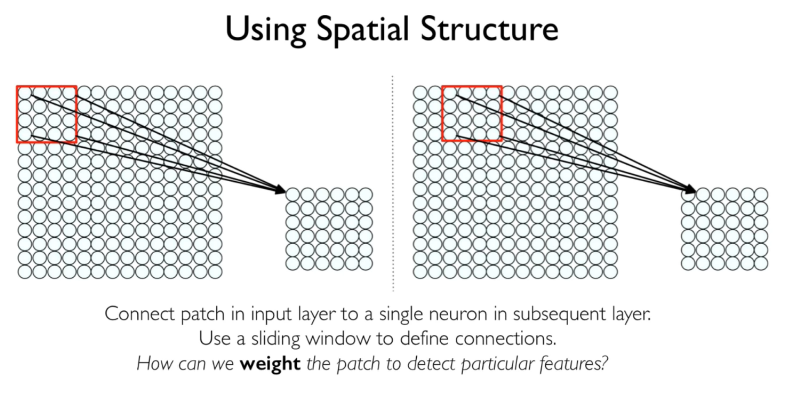 Using Spatial Structure
Connect patch in input layer to a single neuron in subsequent layer.
Use a sliding window to define connections.
How can we weight the patch to detect particular features?